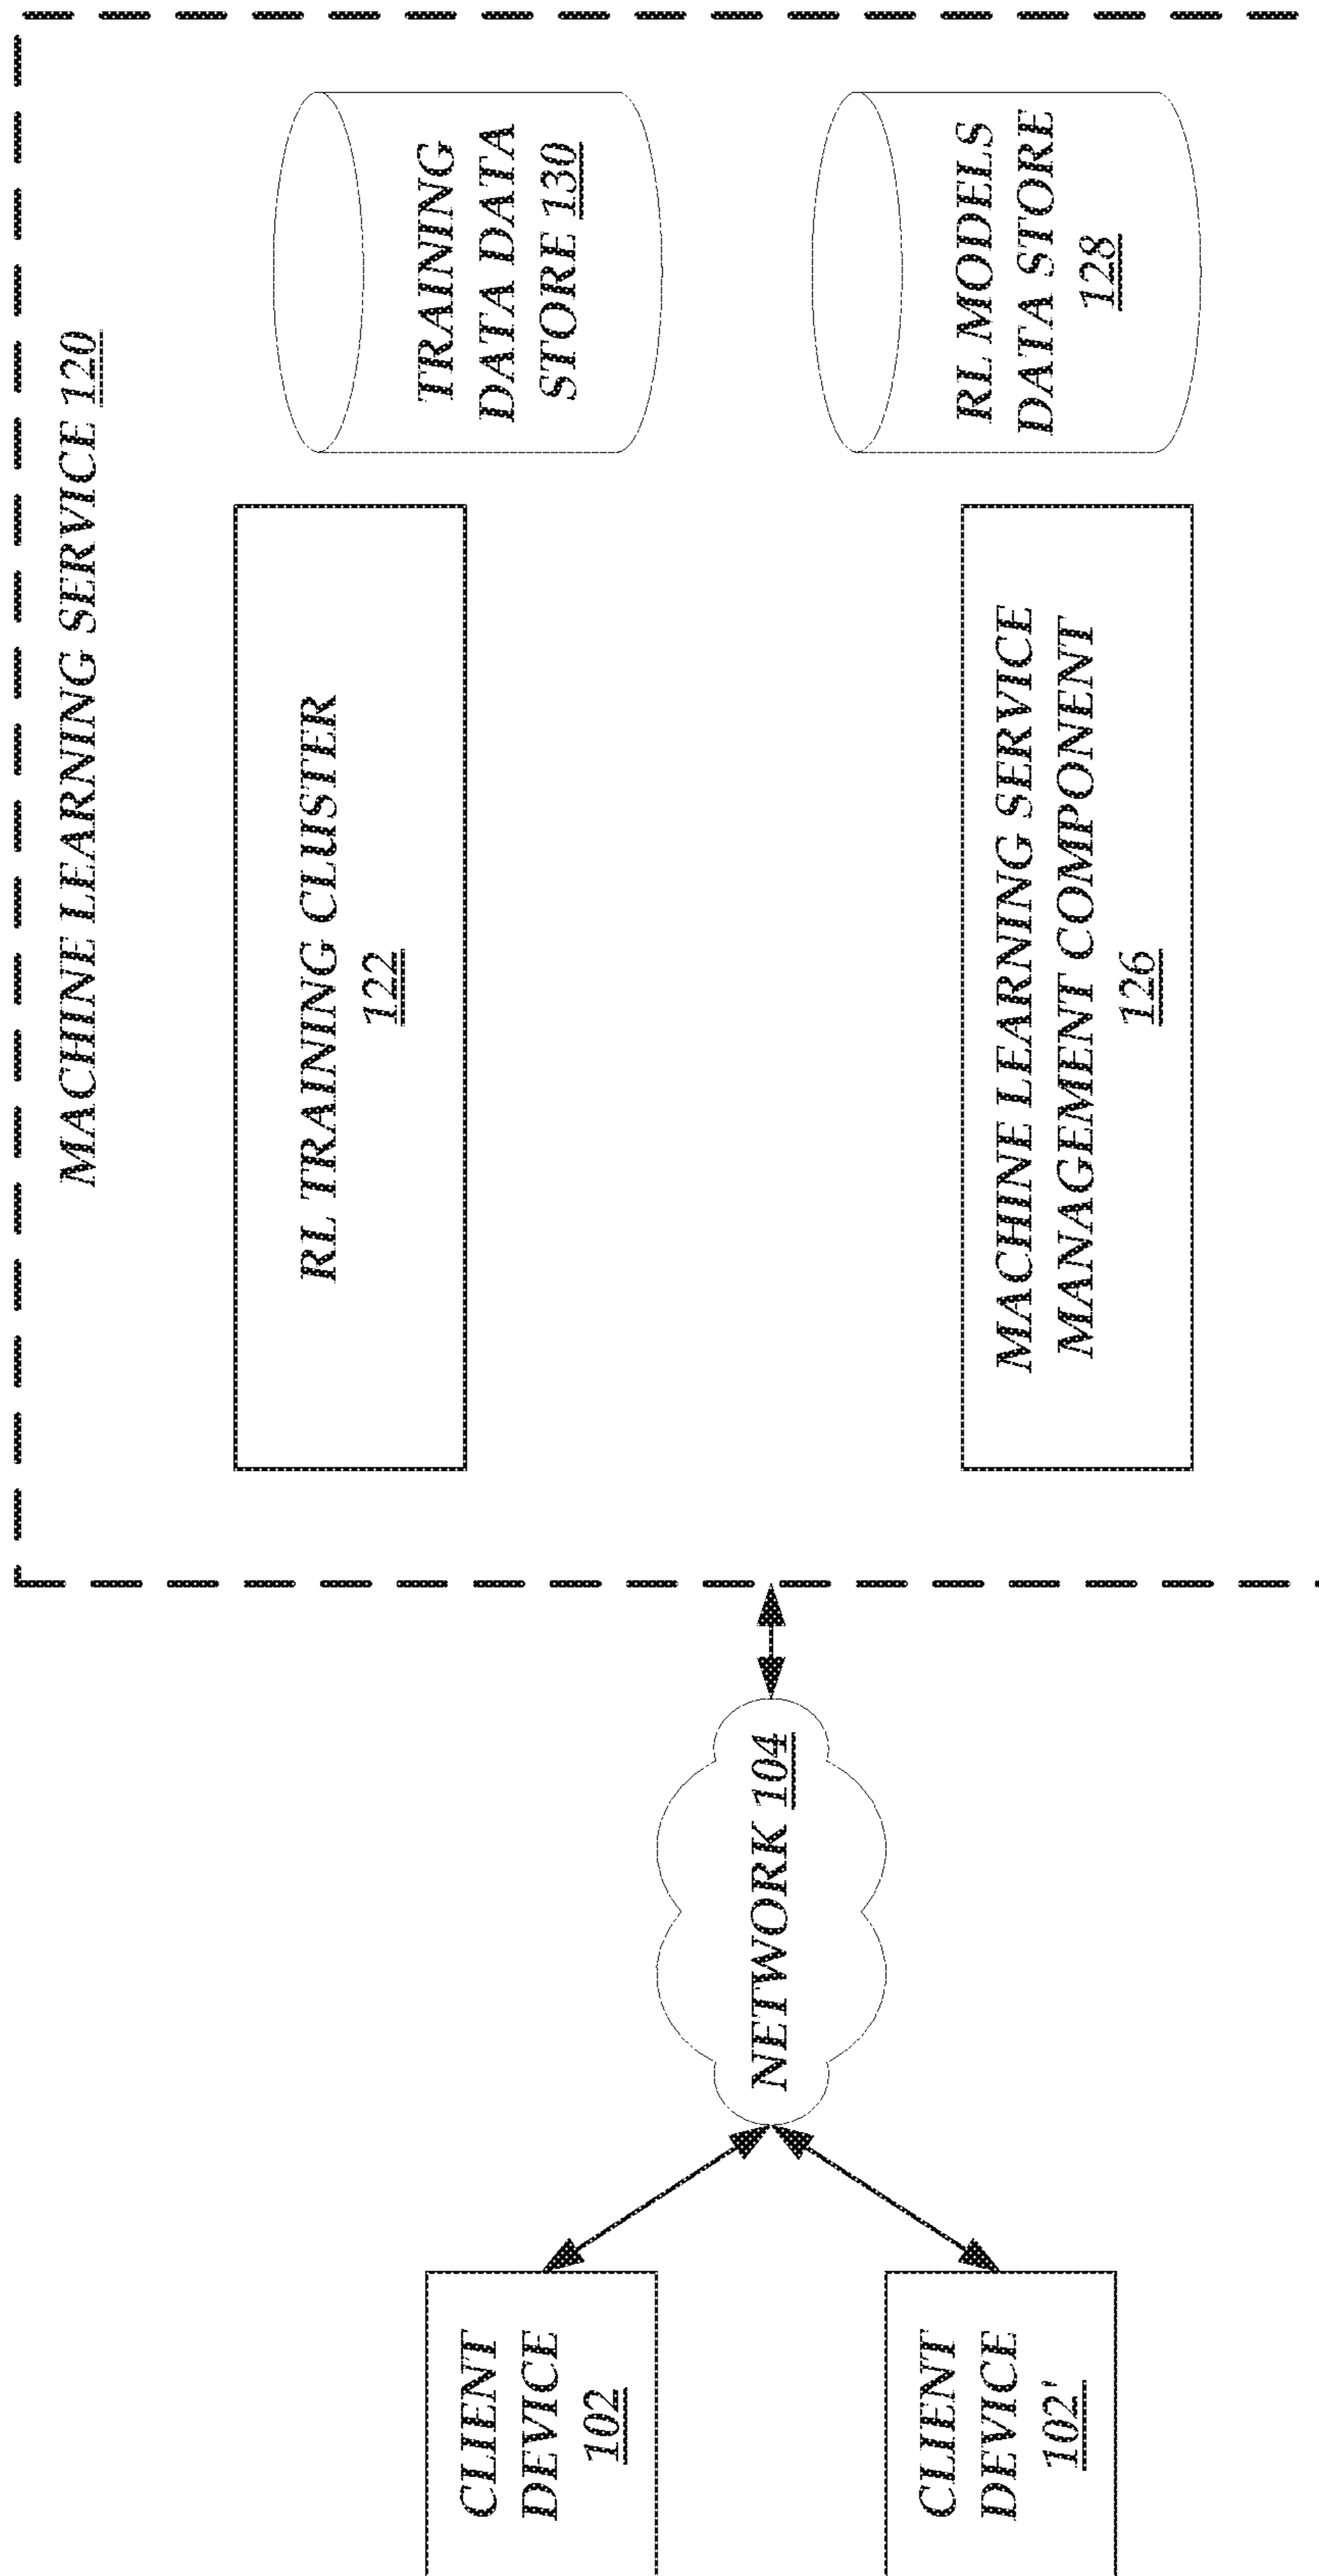 MACHINE LEARNING SERVICE 120
RL TRAINING CLUSTER
122
TRAINING
DATA DATA
STORE 130
MACHINE LEARNING SERVICE
MANAGEMENT COMPONENT
126
RL MODELS
DATA STORE
128
NETWORK 104
CLIENT
DEVICE
102
CLIENT
DEVICE
102'